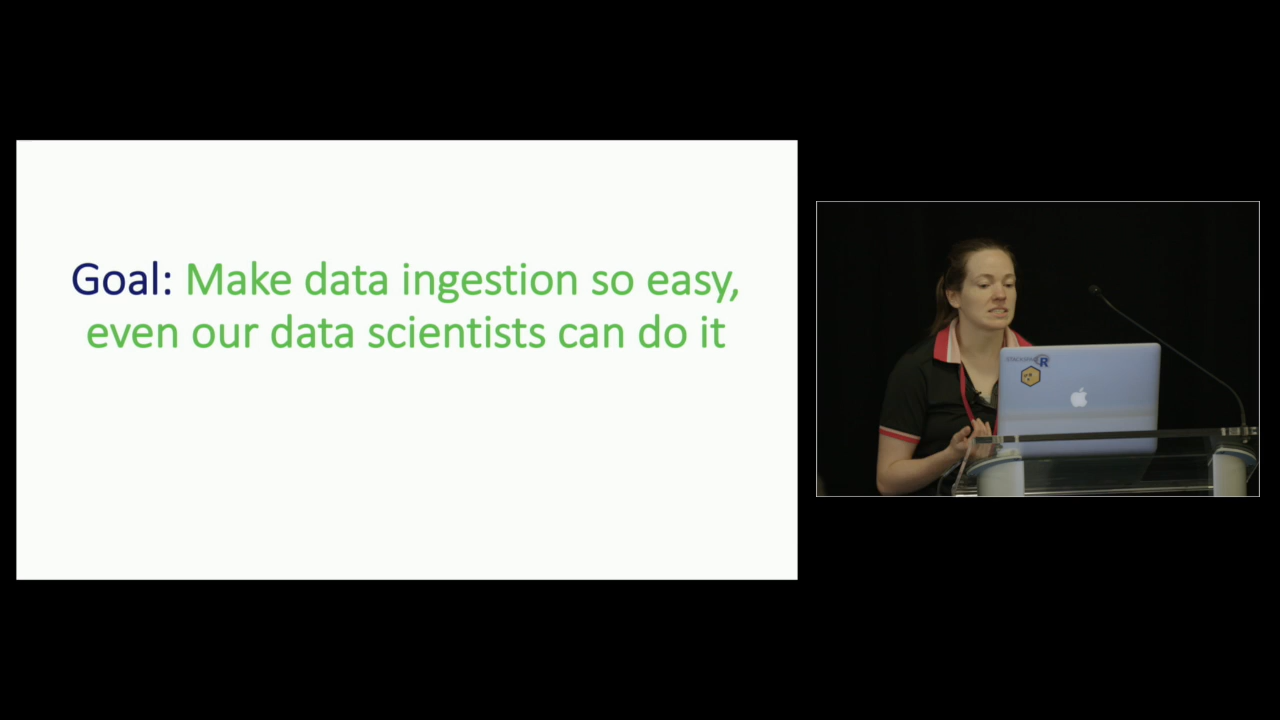 Goal: Make data ingestion so easy,
even our data scientists can do it
R